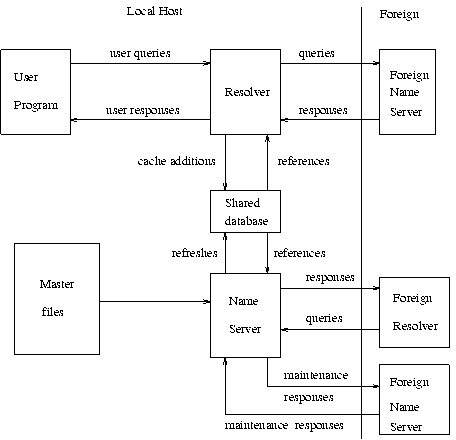 Local Host
Foreign
user queries
queries
User
Program
Resolver
Foreign
Name
Server
user responses
responses
cache additions
references
Shared
database
refreshes
references
Master
files
Name
Server
responses
queries
Foreign
Resolver
maintenance
responses
maintenance responses
Foreign
Name
Server